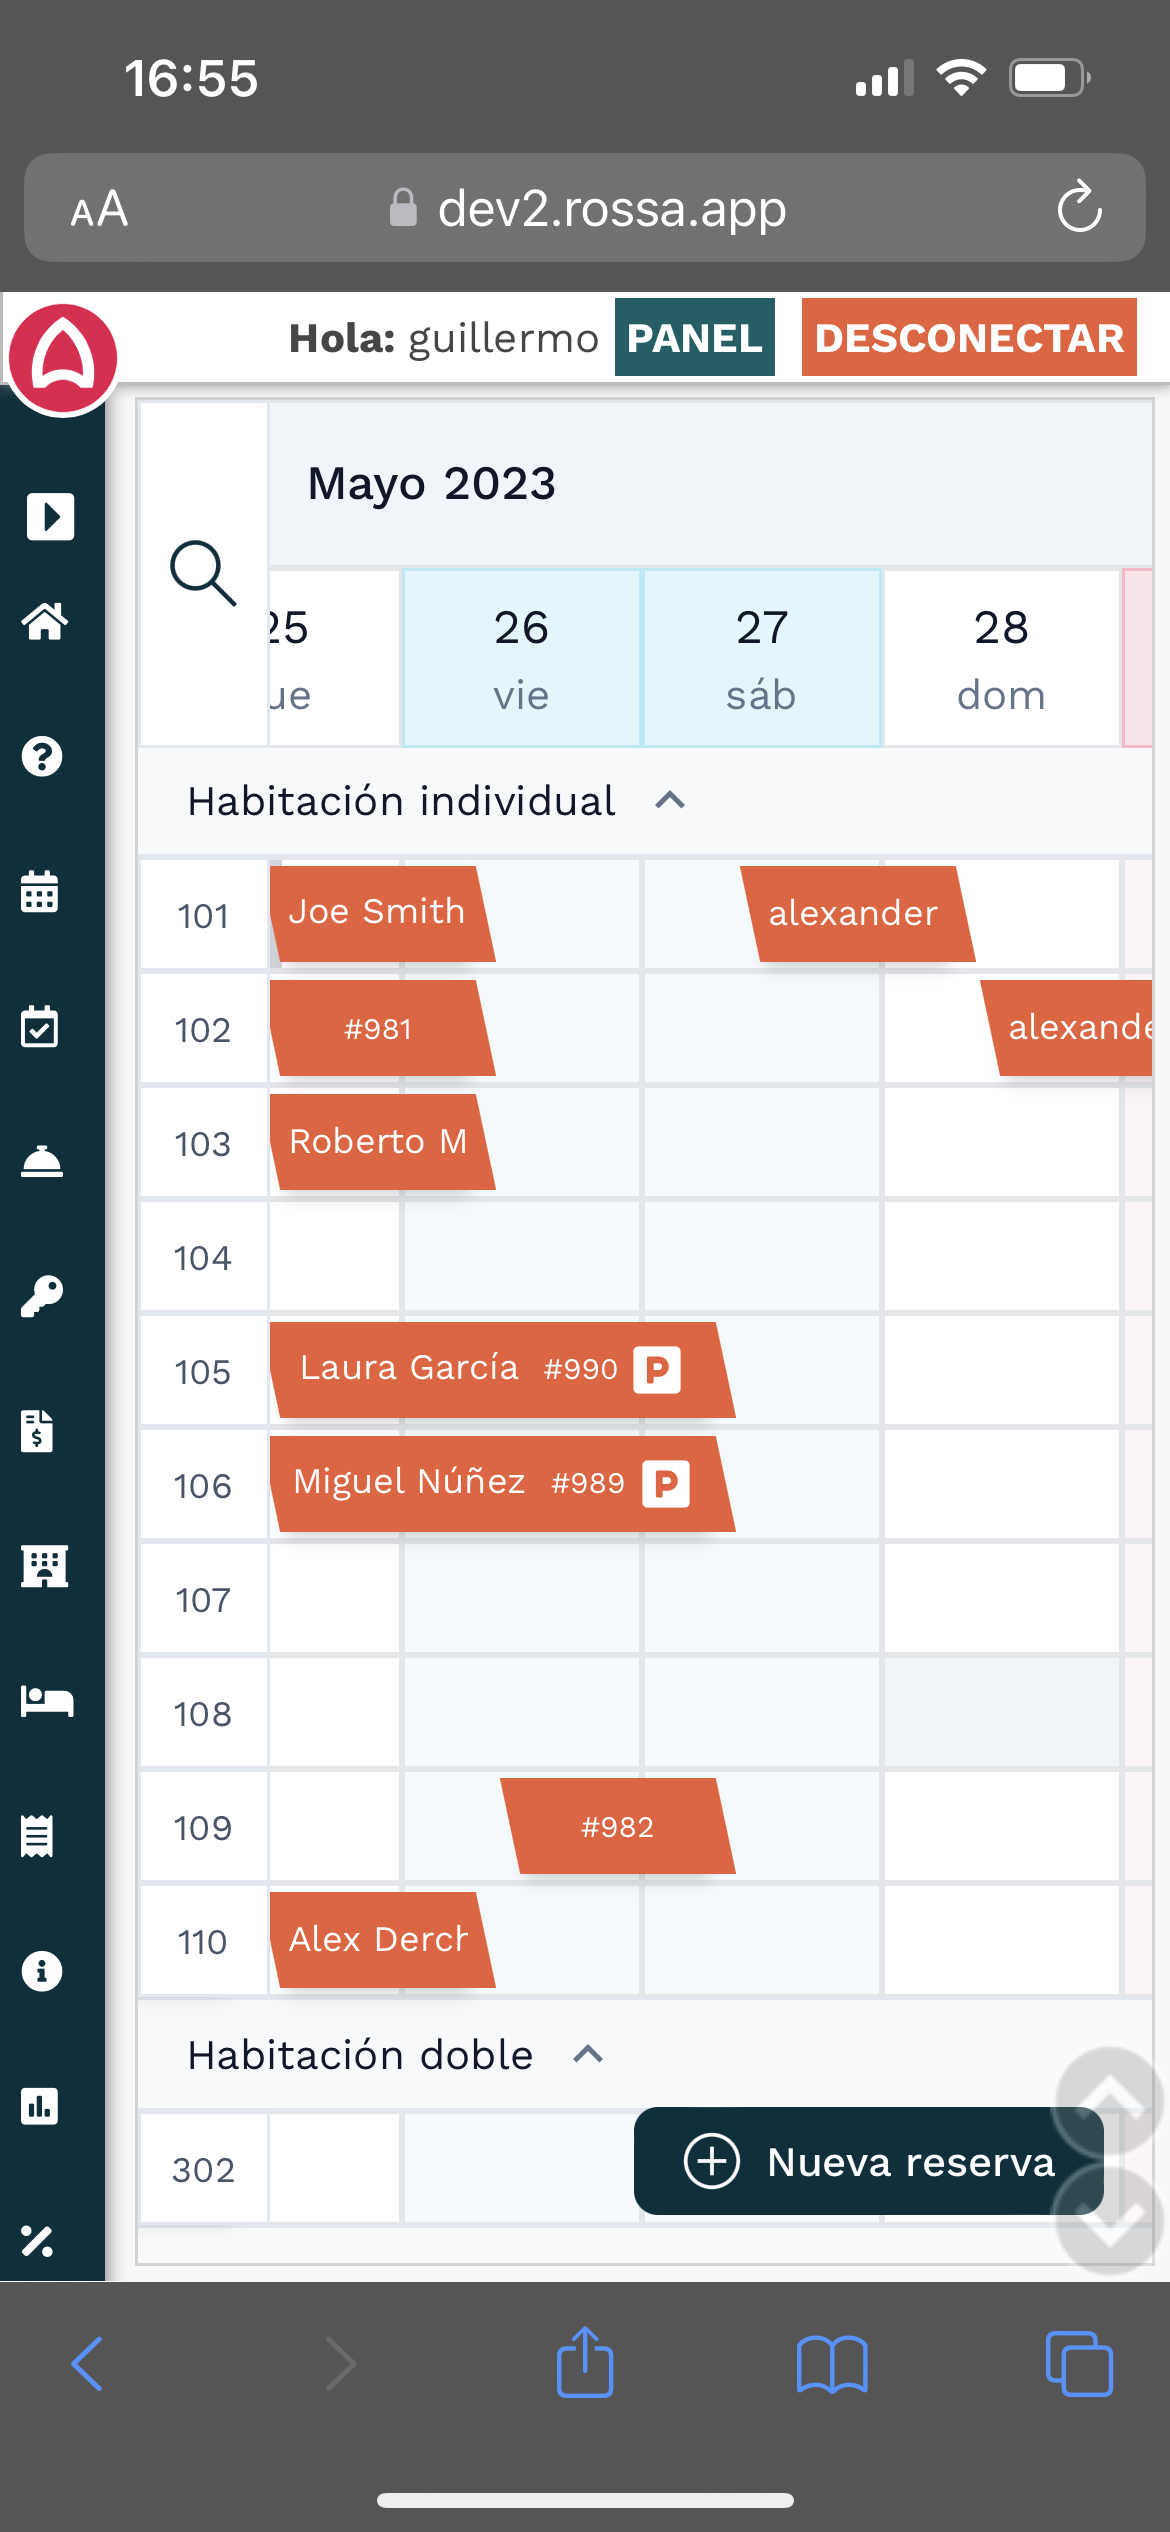 16:55
AA dev2.rossa.app
Hola: guillermo PANEL DESCONECTAR
Mayo 2023
25 26 27 28
ue vie sáb dom
Habitación individual
101 Joe Smith alexander
102 #981 alexande
103 Roberto M
104
105 Laura García #990 P
106 Miguel Núñez #989 P
107
108
109 #982
110 Alex Derch
Habitación doble
302 Nueva reserva